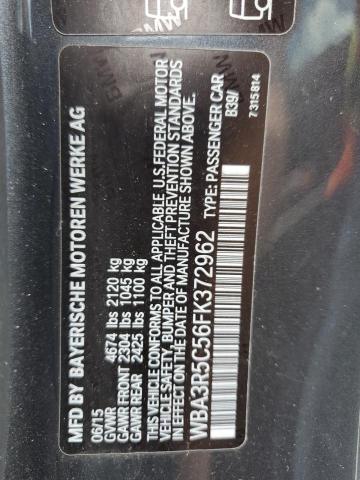 MFD BY BAYERISCHE MOTOREN WERKE AG
06/15
GVWR 4674 lbs 2120 kg
GAWR FRONT 2304 lbs 1045 kg
GAWR REAR 2425 lbs 1100 kg
THIS VEHICLE CONFORMS TO ALL APPLICABLE U.S. FEDERAL MOTOR
VEHICLE SAFETY, BUMPER AND THEFT PREVENTION STANDARDS
IN EFFECT ON THE DATE OF MANUFACTURE SHOWN ABOVE.
WBA3R5C56FK372962 TYPE: PASSENGER CAR
B39/
7 315 814